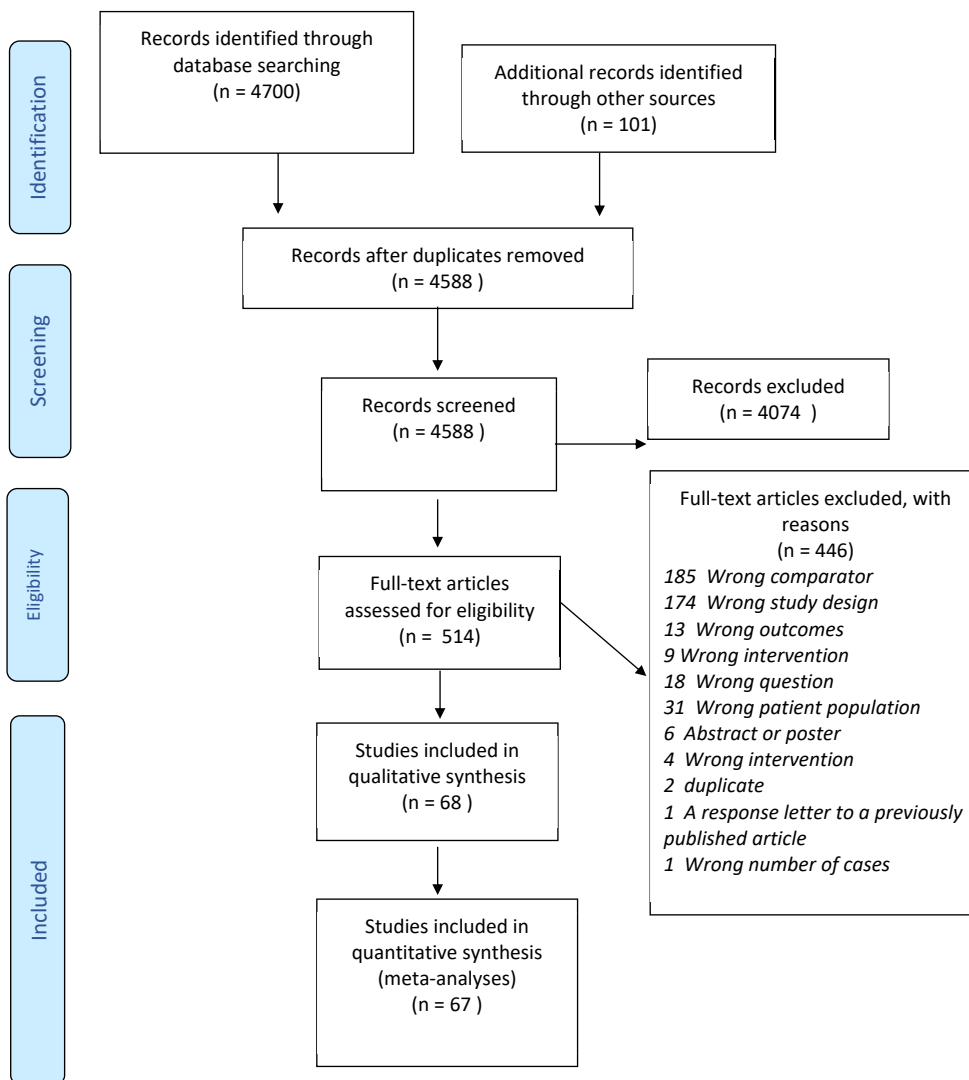 Identification
Records identified through
database searching
(n = 4700)
Additional records identified
through other sources
(n = 101)
Records after duplicates removed
(n = 4588 )
Screening
Records screened
(n = 4588 )
Records excluded
(n = 4074 )
Eligibility
Full-text articles
assessed for eligibility
(n = 514)
Full-text articles excluded, with
reasons
(n = 446)
185 Wrong comparator
174 Wrong study design
13 Wrong outcomes
9 Wrong intervention
18 Wrong question
31 Wrong patient population
6 Abstract or poster
4 Wrong intervention
2 duplicate
1 A response letter to a previously
published article
1 Wrong number of cases
Included
Studies included in
qualitative synthesis
(n = 68 )
Studies included in
quantitative synthesis
(meta-analyses)
(n = 67 )